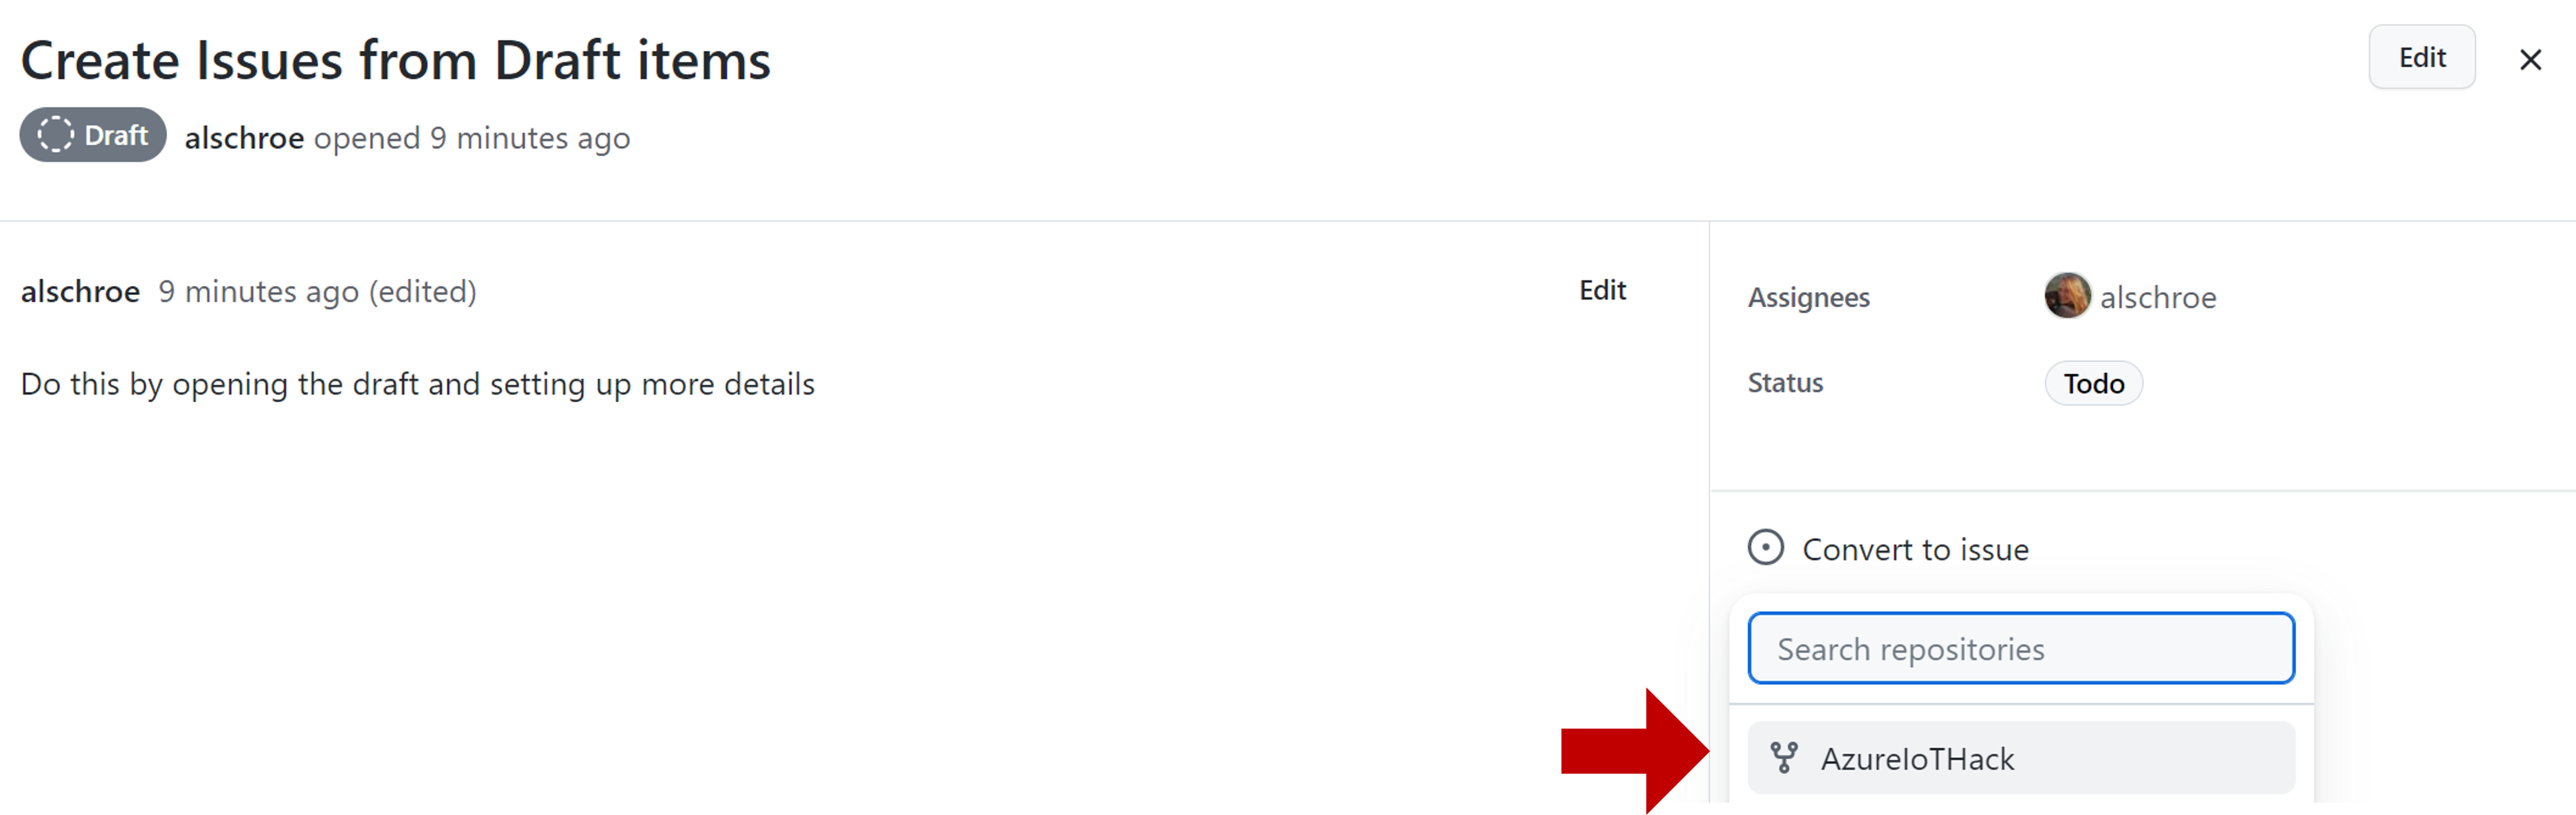 Create Issues from Draft items
Edit
Draft
alschroe opened 9 minutes ago
alschroe 9 minutes ago (edited)
Edit
Do this by opening the draft and setting up more details
Assignees
alschroe
Status
Todo
Convert to issue
Search repositories
AzureIoTHack